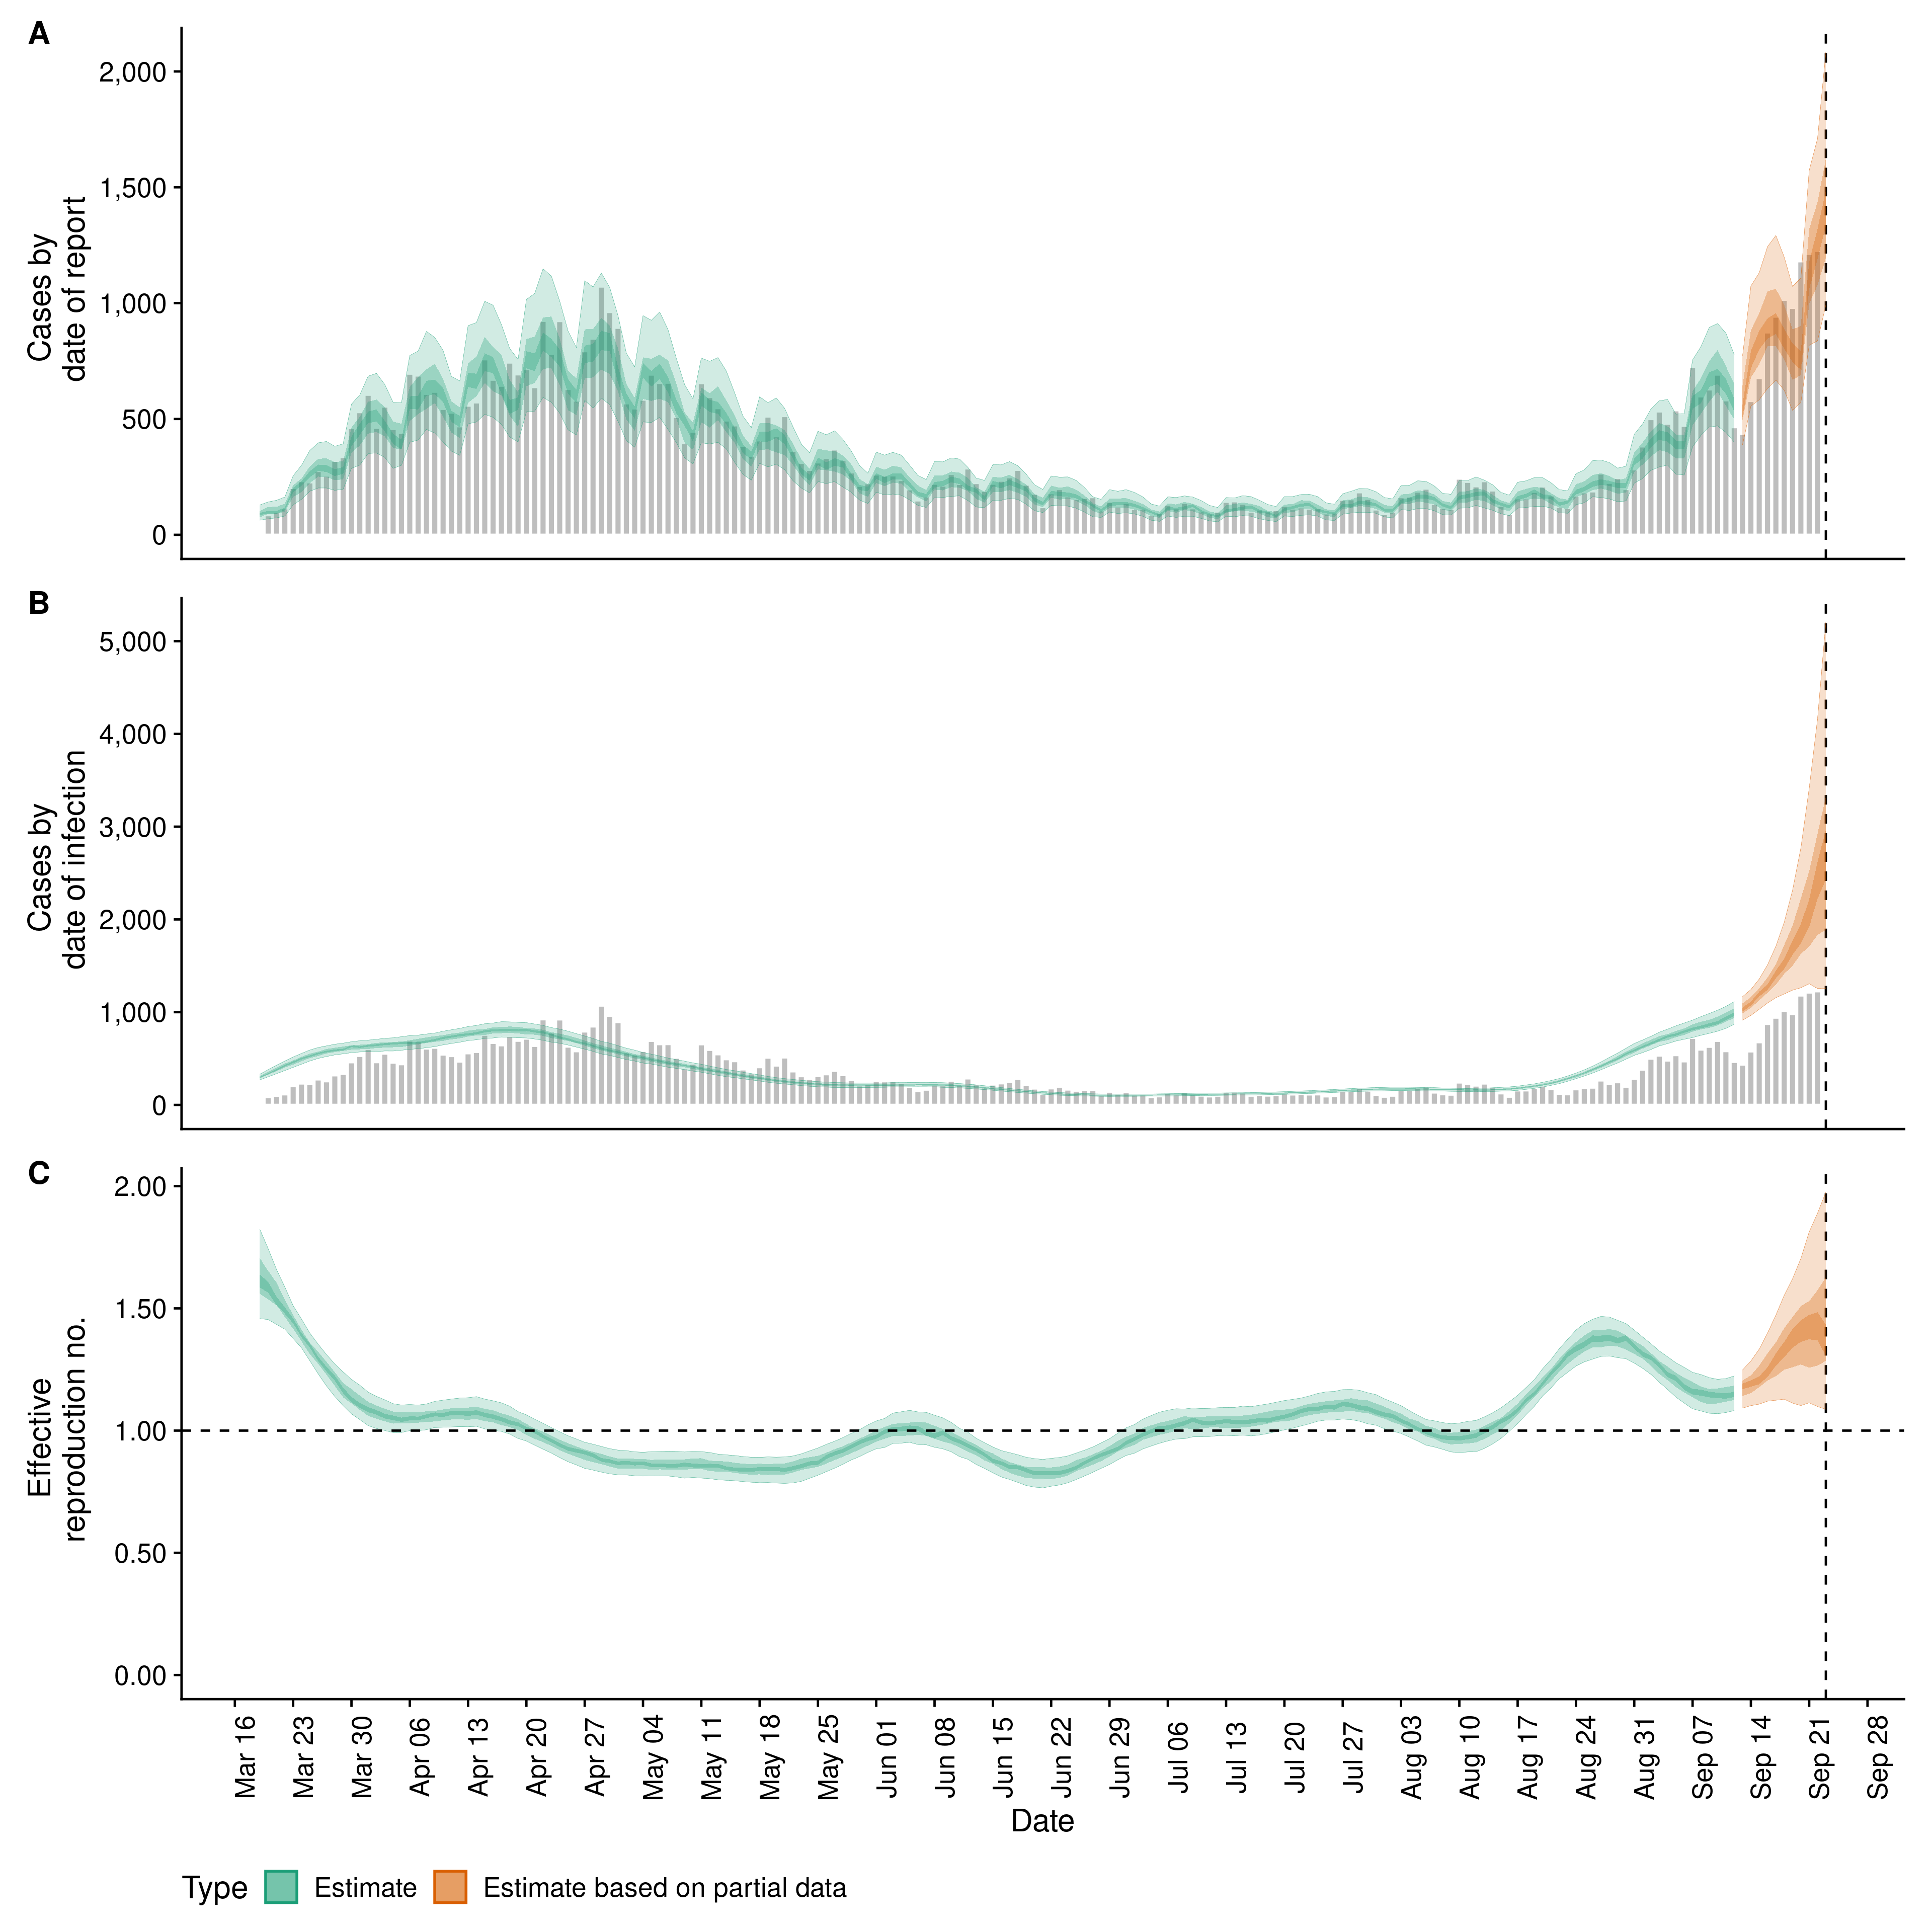 A
2,000
1,500
1,000
500
0
Cases by
date of report
B
5,000
4,000
3,000
2,000
1,000
0
Cases by
date of infection
C
2.00
1.50
1.00
0.50
0.00
Effective
reproduction no.
Mar 16
Mar 23
Mar 30
Apr 06
Apr 13
Apr 20
Apr 27
May 04
May 11
May 18
May 25
Jun 01
Jun 08
Jun 15
Jun 22
Jun 29
Jul 06
Jul 13
Jul 20
Jul 27
Aug 03
Aug 10
Aug 17
Aug 24
Aug 31
Sep 07
Sep 14
Sep 21
Sep 28
Date
Type Estimate Estimate based on partial data